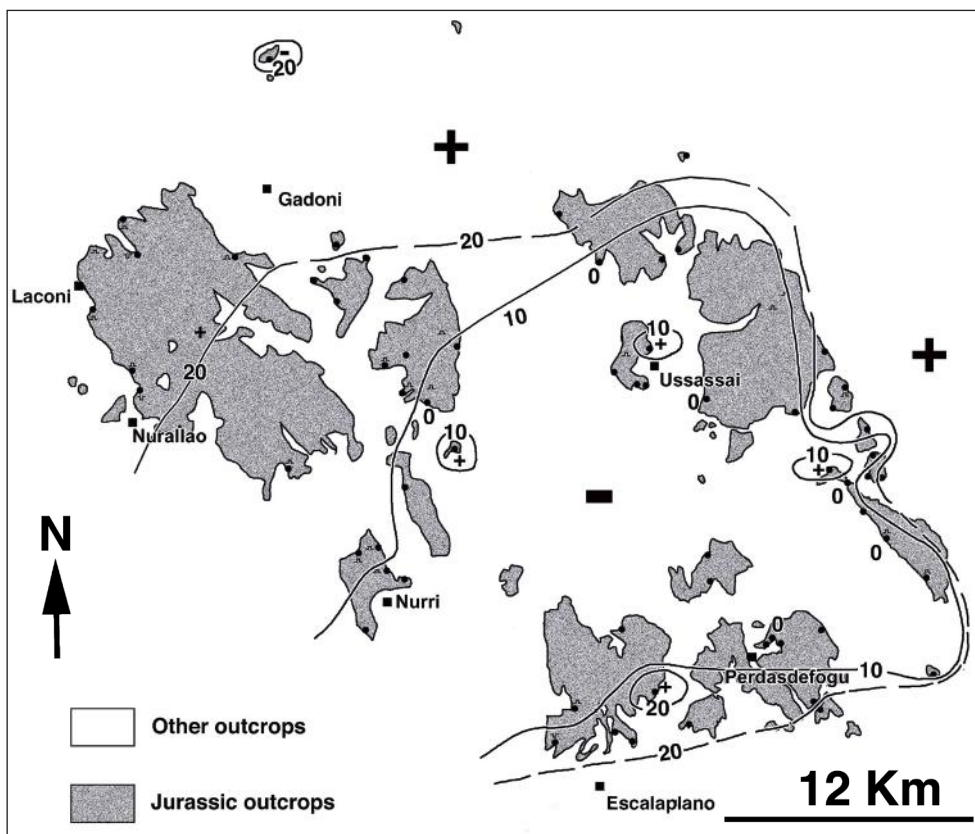 -
20
+
Gadoni
20
0
Laconi
10
10
+
+
+
Ussassai
20
0
0
Nurallao
10
+
10
+
-
0
N
0
Nurri
0
10
Perdasdefogu
+
20
20
Other outcrops
Escalaplano
12 Km
Jurassic outcrops